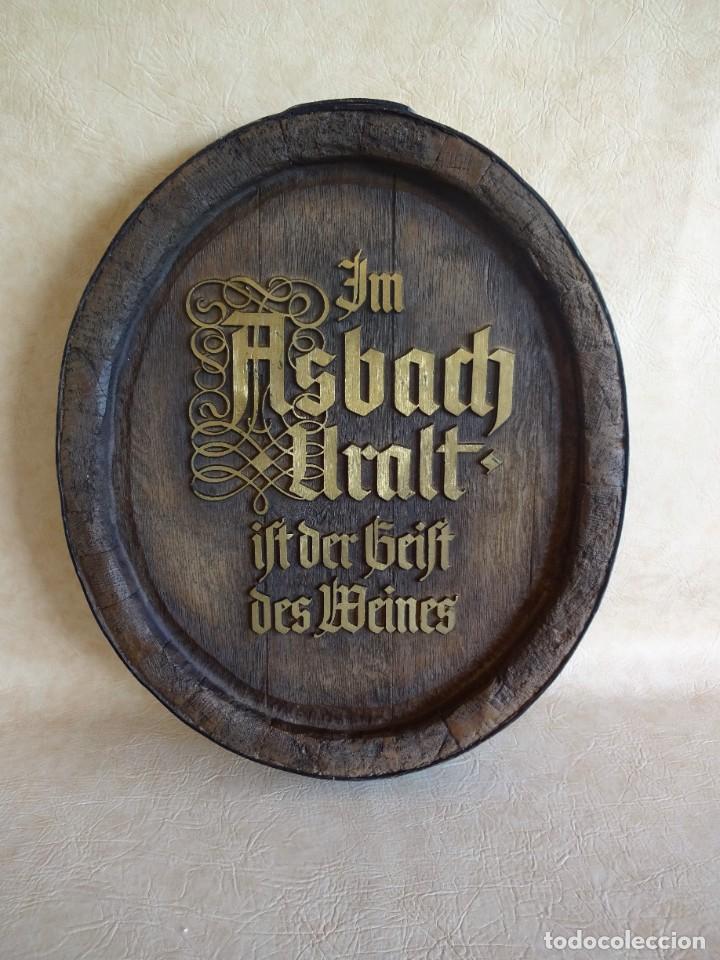 Im
Asbach
Uralt
ist der Geist
des Weines
todocoleccion